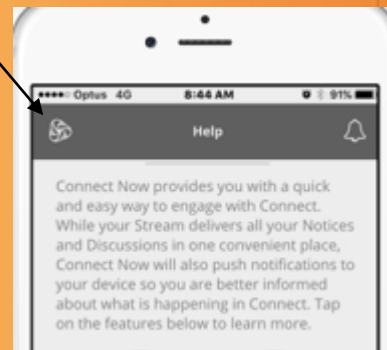 Optus 4G 8:44 AM 91%
Help
Connect Now provides you with a quick
and easy way to engage with Connect.
While your Stream delivers all your Notices
and Discussions in one convenient place,
Connect Now will also push notifications to
your device so you are better informed
about what is happening in Connect. Tap
on the features below to learn more.